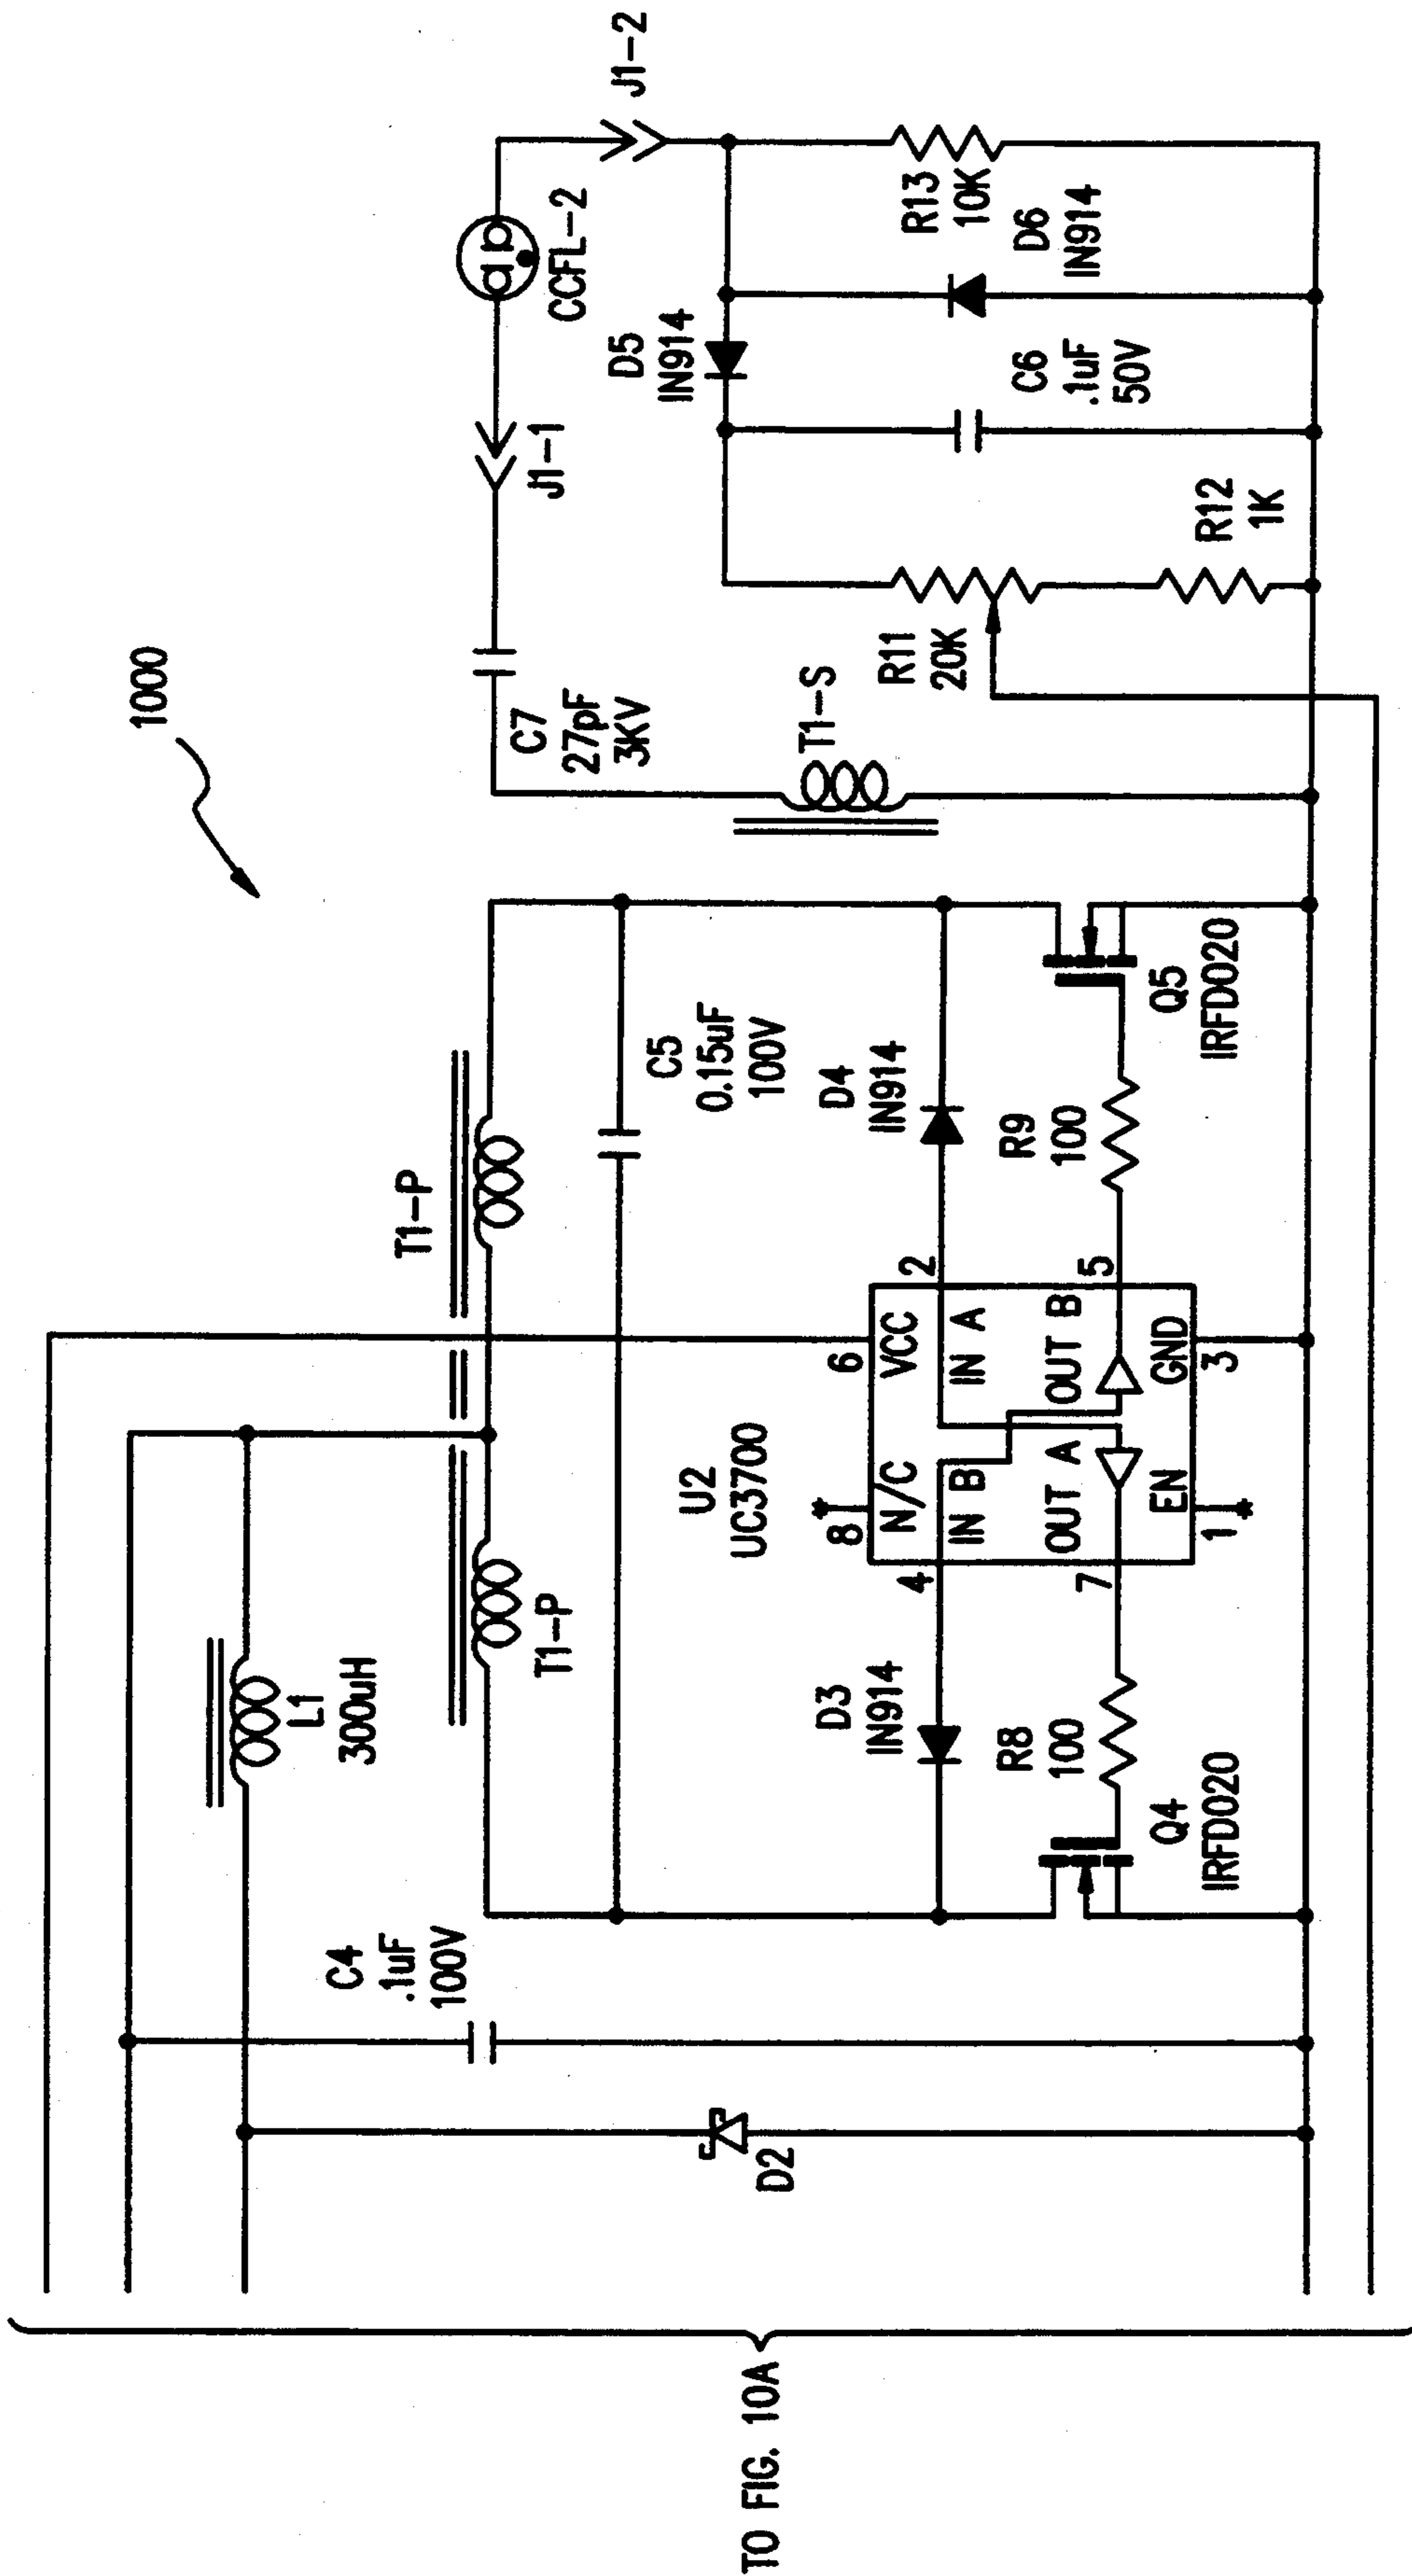 1000
TO FIG. 10A
L1
300uH
C4
.1uF
100V
D2
T1-P
T1-P
C5
0.15uF
100V
U2
UC3700
8
N/C
6
VCC
4
IN B
2
IN A
7
OUT A
5
OUT B
1
EN
3
GND
D3
IN914
D4
IN914
R8
100
R9
100
Q4
IRFD020
Q5
IRFD020
C7
27pF
3KV
T1-S
J1-1
CCFL-2
J1-2
D5
IN914
R11
20K
R12
1K
C6
.1uF
50V
D6
IN914
R13
10K